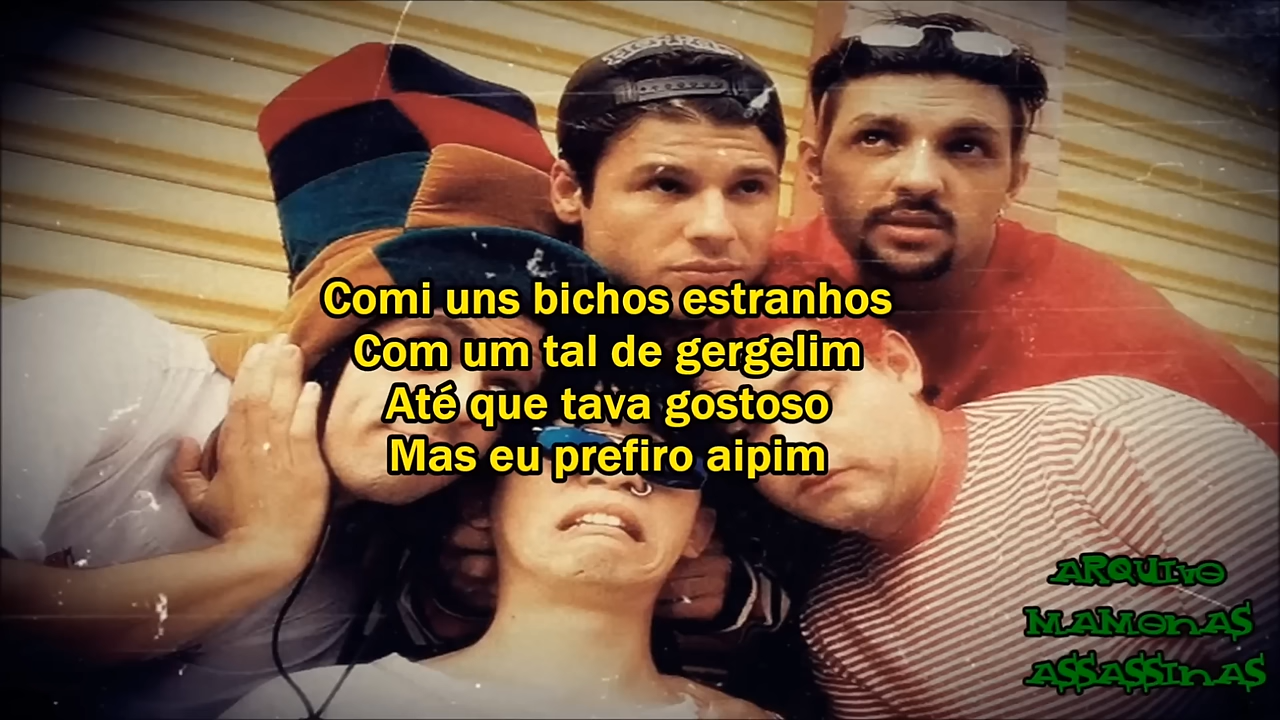 Comi uns bichos estranhos
Com um tal de gergelim
Até que tava gostoso
Mas eu prefiro aipim
ARQUIVO
MAMONAS
ASSASSINAS